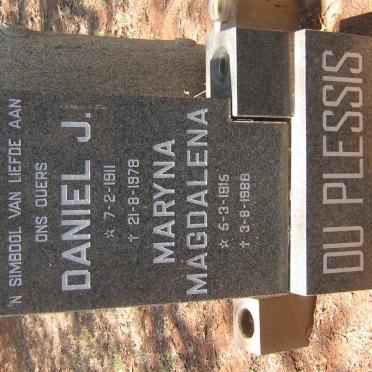 'N SIMBOOL VAN LIEFDE AAN
ONS OUERS
DANIEL J.
☆ 7-2-1911
† 21-8-1978
MARYNA
MAGDALENA
☆ 6-3-1915
† 3-8-1986
DU PLESSIS